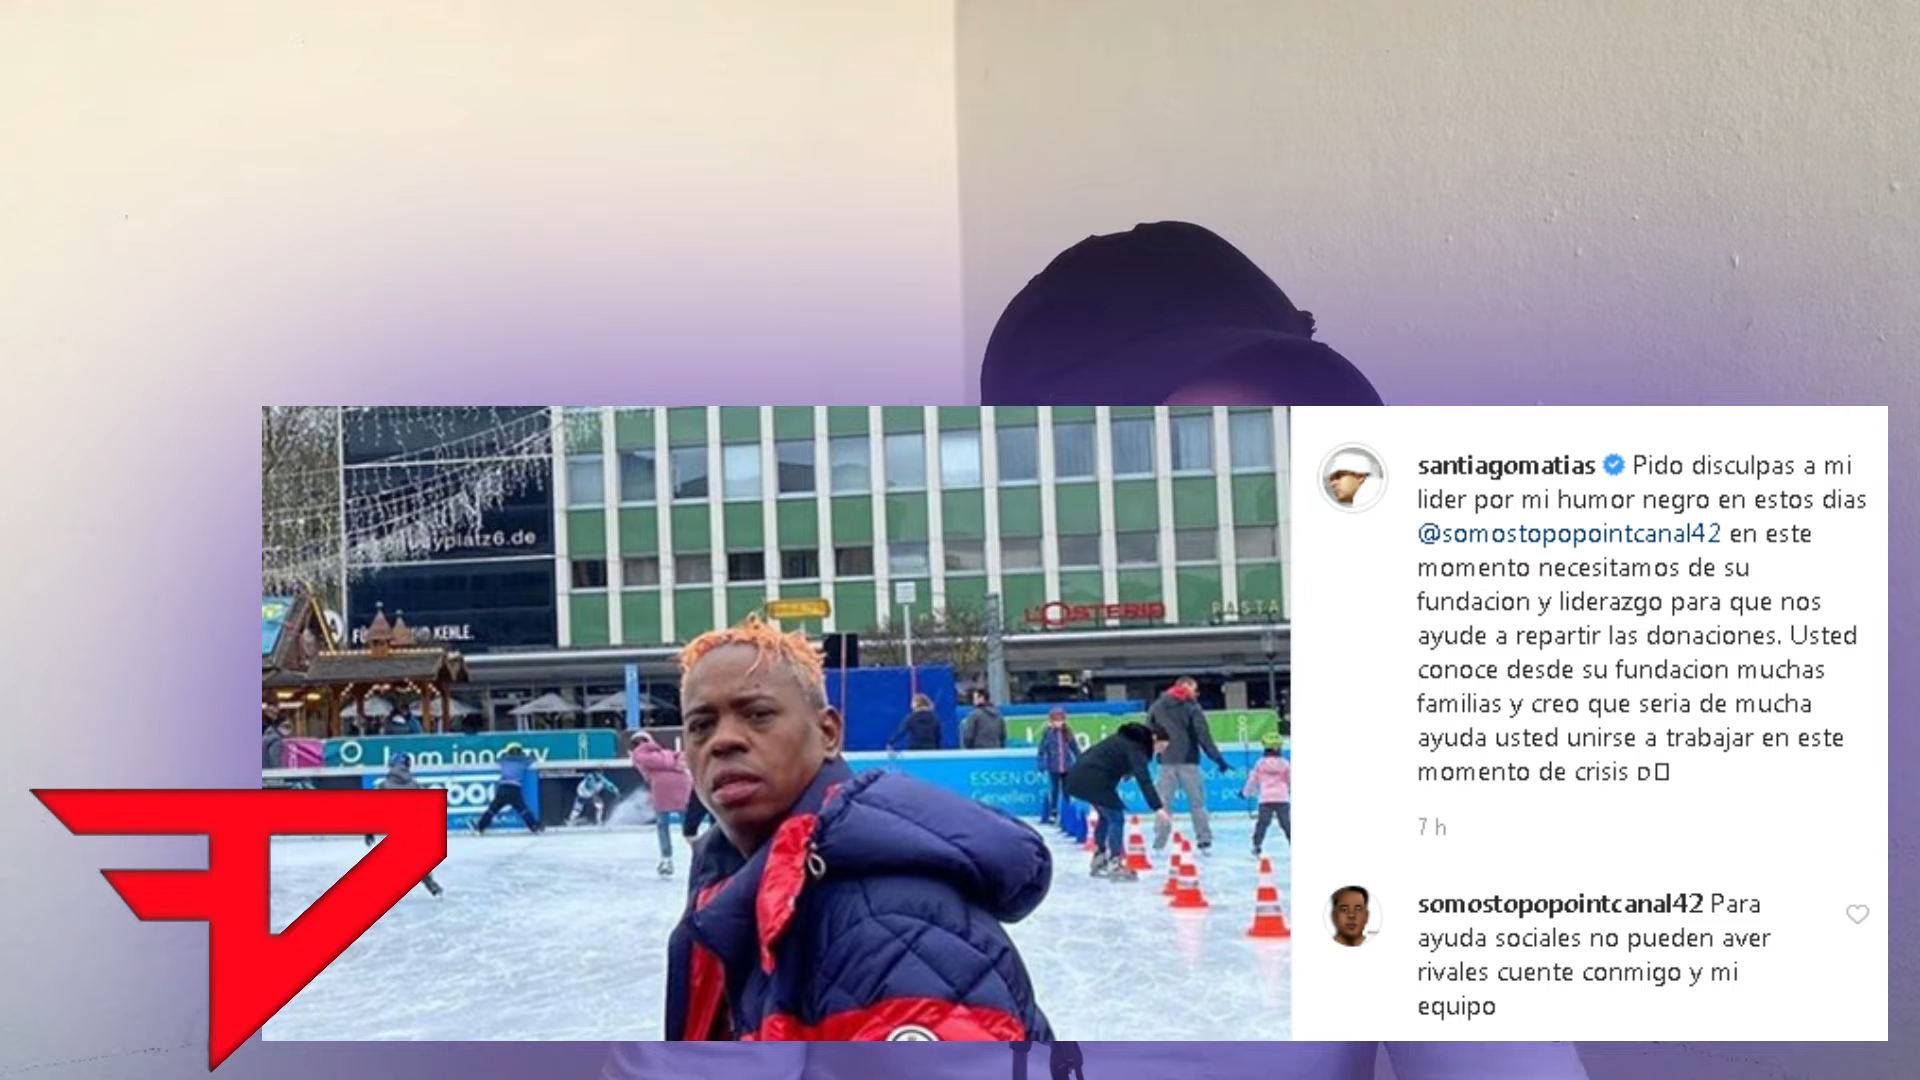 udyplatz6.de
KEHLE.
L'OSTERIA
PASTA
ESSEN ON
santiagomatias Pido disculpas a mi
lider por mi humor negro en estos dias
@somostopopointcanal42 en este
momento necesitamos de su
fundacion y liderazgo para que nos
ayude a repartir las donaciones. Usted
conoce desde su fundacion muchas
familias y creo que seria de mucha
ayuda usted unirse a trabajar en este
momento de crisis
7 h
somostopopointcanal42 Para
ayuda sociales no pueden aver
rivales cuente conmigo y mi
equipo